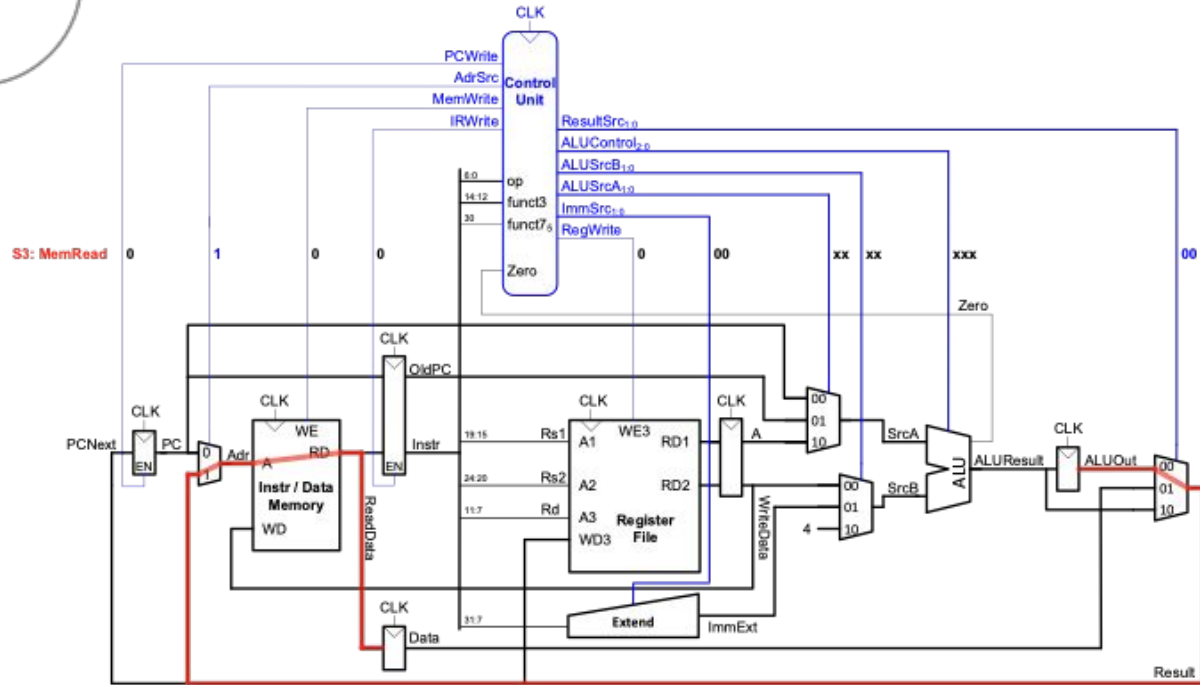 CLK
PCWrite
AdrSrc
MemWrite
IRWrite
Control
Unit
ResultSrc1:0
ALUControl2:0
ALUSrcB1:0
ALUSrcA1:0
ImmSrc1:0
RegWrite
6:0 op
14:12 funct3
30 funct75
Zero
S3: MemRead 0 1 0 0 0 00 xx xx xxx 00
Zero
CLK
OldPC
CLK CLK CLK CLK
00
01
10
SrcA
PCNext PC
EN
0
1
Adr
WE
A RD
Instr / Data
Memory
WD
ReadData
Instr
EN
19:15 Rs1 A1
WE3
RD1
A
24:20 Rs2 A2
RD2
11:7 Rd A3
WD3
Register
File
WriteData
00
01
4 10
SrcB
ALU
ALUResult
CLK
ALUOut
00
01
10
CLK
Data
31:7
Extend
ImmExt
Result